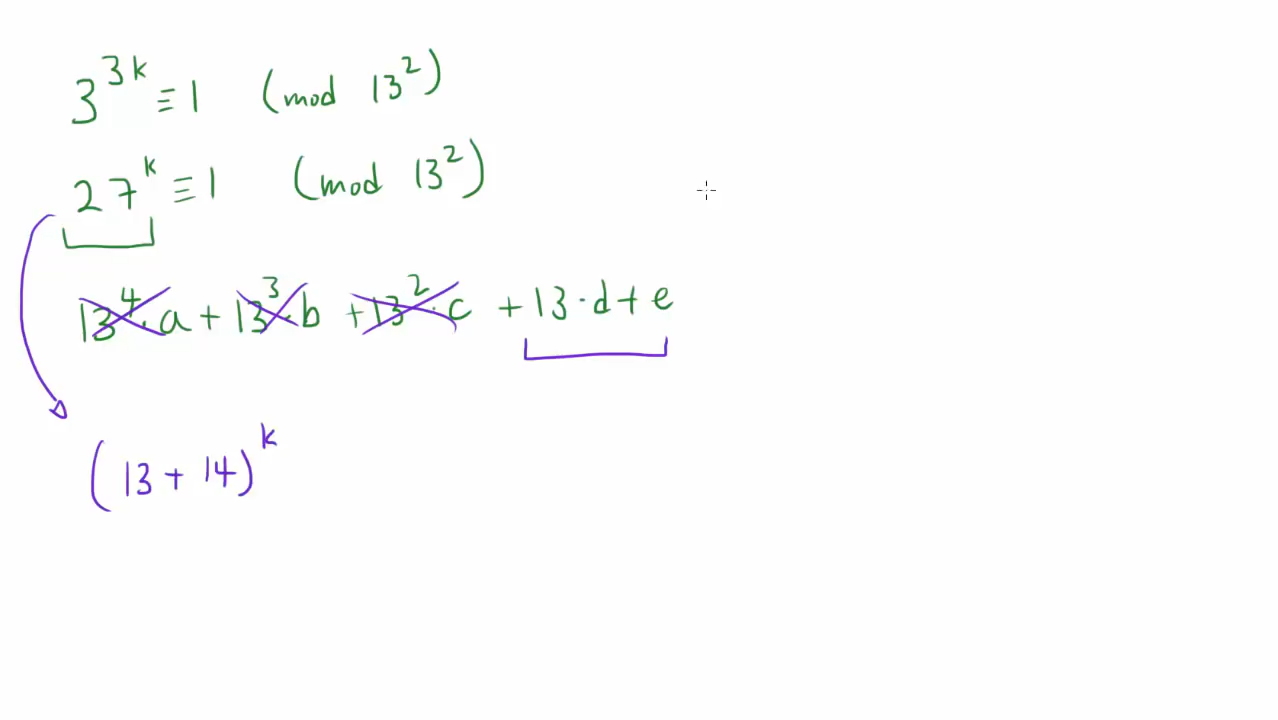 3^{3k} ≡ 1 (mod 13^2)
27^k ≡ 1 (mod 13^2)
13^4·a + 13^3·b + 13^2·c + 13·d + e
(13 + 14)^k